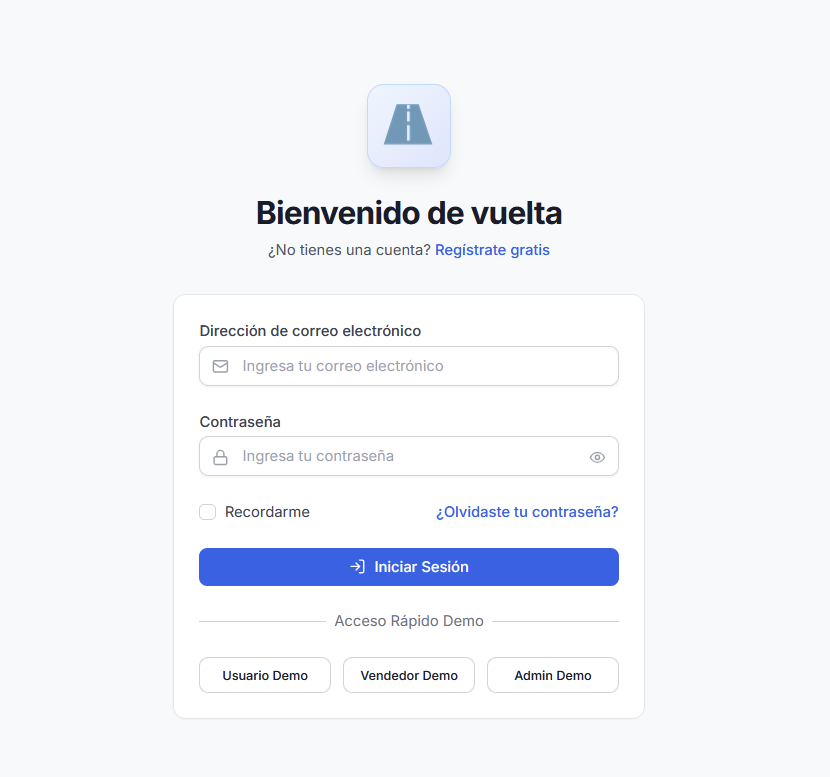 Bienvenido de vuelta
¿No tienes una cuenta? Regístrate gratis
Dirección de correo electrónico
Ingresa tu correo electrónico
Contraseña
Ingresa tu contraseña
Recordarme
¿Olvidaste tu contraseña?
Iniciar Sesión
Acceso Rápido Demo
Usuario Demo
Vendedor Demo
Admin Demo